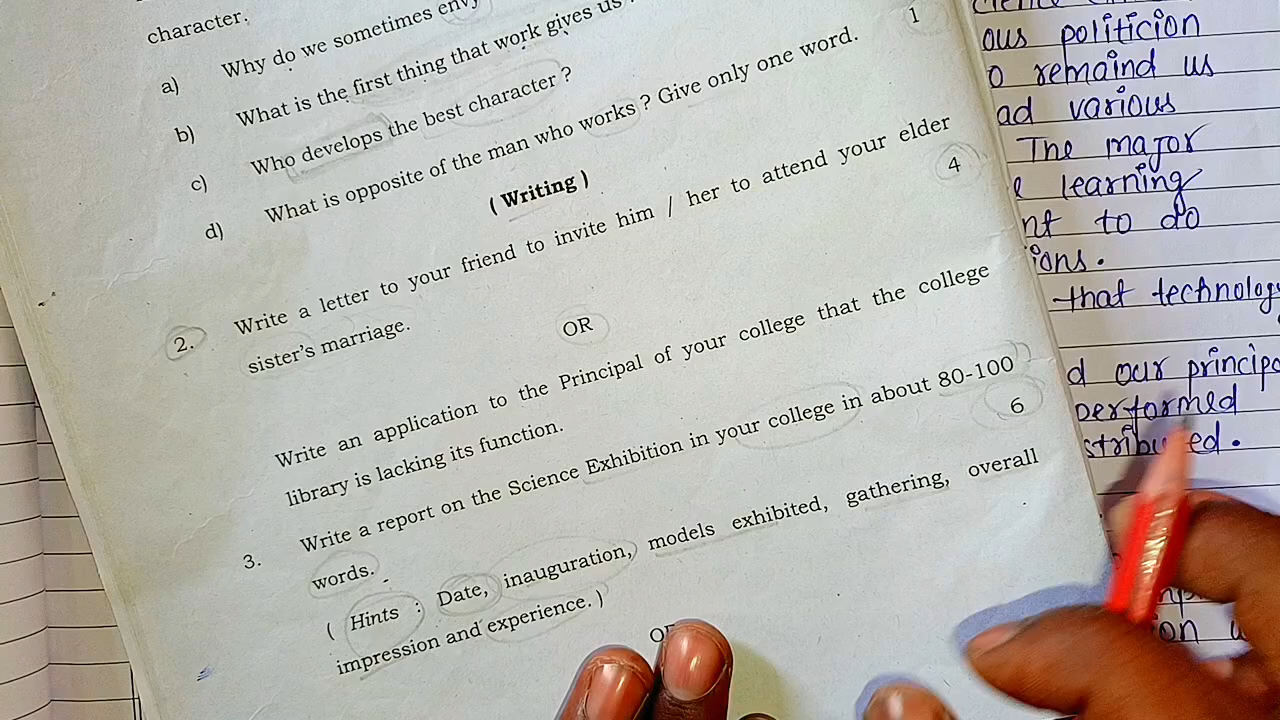 character.
a) Why do we sometimes envy
b) What is the first thing that work gives us ? 1
c) Who develops the best character ?
d) What is opposite of the man who works ? Give only one word.
( Writing )
2. Write a letter to your friend to invite him / her to attend your elder 4
sister's marriage.
OR
Write an application to the Principal of your college that the college
library is lacking its function.
3. Write a report on the Science Exhibition in your college in about 80-100
words. 6
( Hints : Date, inauguration, models exhibited, gathering, overall
impression and experience. )
ous politicion
o remaind us
ad various
The major
e learning
nt to do
ions.
that technology
d our principa
performed
ed.
on